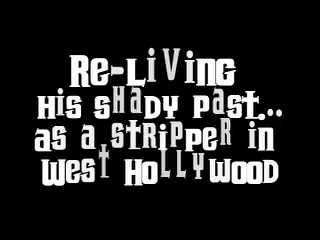 Re-Living
His SHaDy PasT...
as a STRiPPeR in
WesT HoLLyWooD